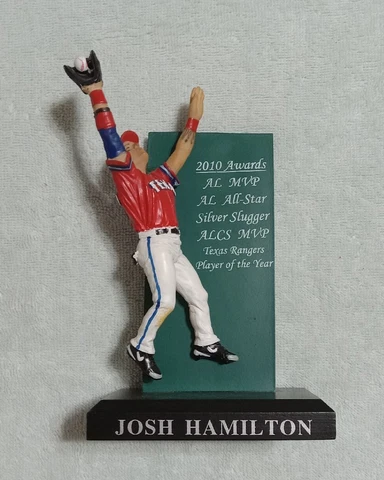 2010 Awards
AL MVP
AL All-Star
Silver Slugger
ALCS MVP
Texas Rangers
Player of the Year
JOSH HAMILTON